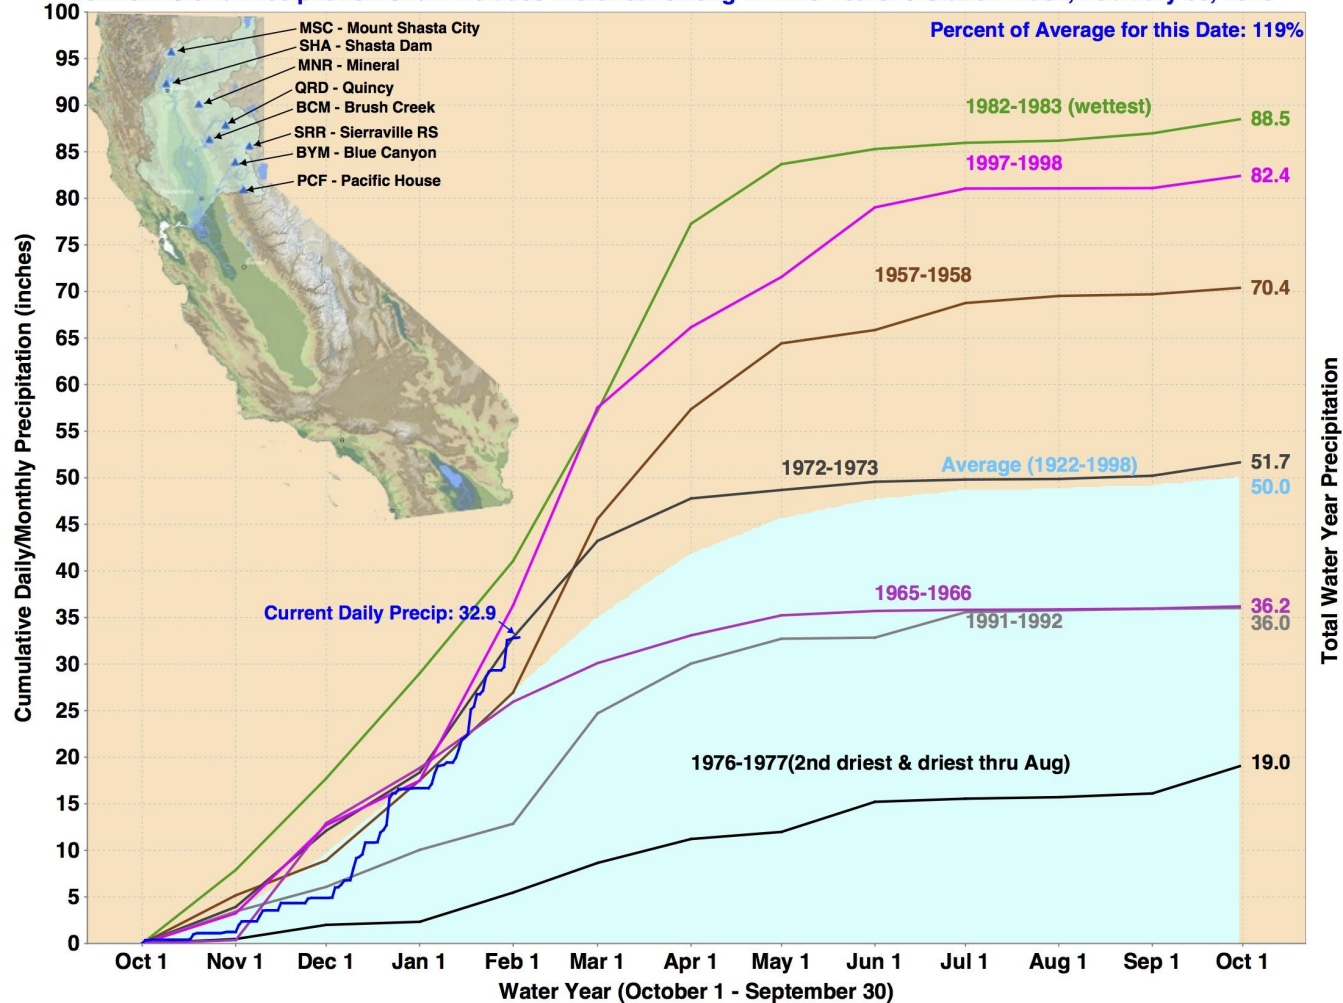 Percent of Average for this Date: 119%
MSC - Mount Shasta City
SHA - Shasta Dam
MNR - Mineral
QRD - Quincy
BCM - Brush Creek
SRR - Sierraville RS
BYM - Blue Canyon
PCF - Pacific House
Cumulative Daily/Monthly Precipitation (inches)
100
95
90
85
80
75
70
65
60
55
50
45
40
35
30
25
20
15
10
5
0
1982-1983 (wettest)
88.5
1997-1998
82.4
1957-1958
70.4
1972-1973
51.7
Average (1922-1998)
50.0
Current Daily Precip: 32.9
1965-1966
36.2
1991-1992
36.0
1976-1977(2nd driest & driest thru Aug)
19.0
Total Water Year Precipitation
Oct 1 Nov 1 Dec 1 Jan 1 Feb 1 Mar 1 Apr 1 May 1 Jun 1 Jul 1 Aug 1 Sep 1 Oct 1
Water Year (October 1 - September 30)